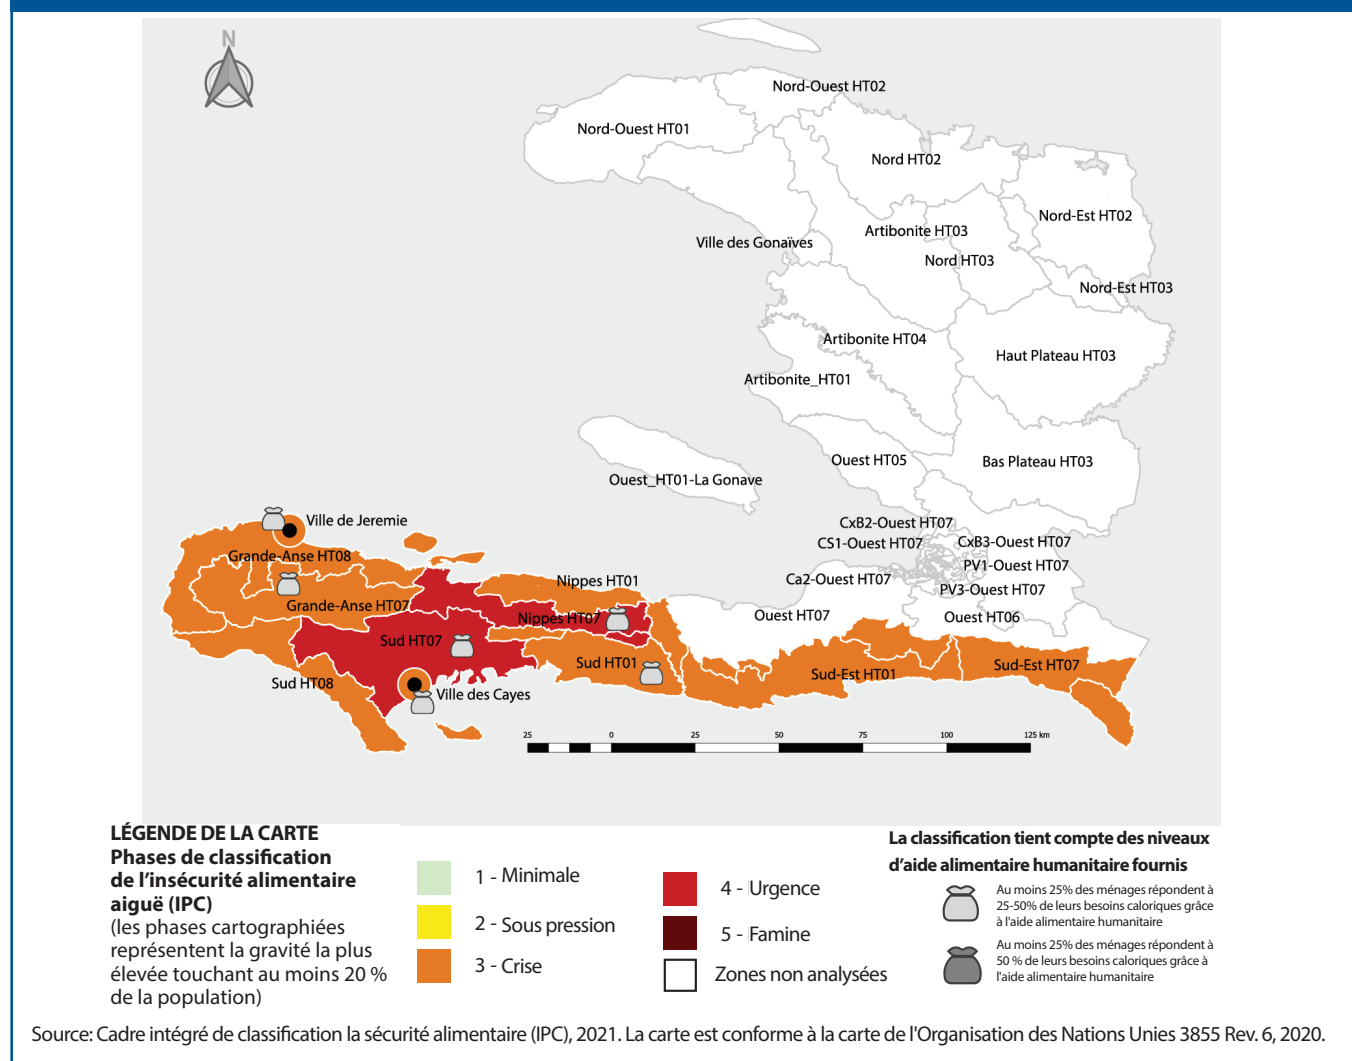 N
Nord-Ouest HT02
Nord-Ouest HT01
Nord HT02
Nord-Est HT02
Artibonite HT03
Ville des Gonaïves
Nord HT03
Nord-Est HT03
Artibonite HT04
Haut Plateau HT03
Artibonite_HT01
Ouest HT05
Bas Plateau HT03
Ouest_HT01-La Gonave
Ville de Jeremie
CxB2-Ouest HT07
CS1-Ouest HT07
CxB3-Ouest HT07
Grande-Anse HT08
PV1-Ouest HT07
Nippes HT01
Ca2-Ouest HT07
PV3-Ouest HT07
Grande-Anse HT07
Nippes HT07
Ouest HT07
Ouest HT06
Sud HT07
Sud HT01
Sud-Est HT07
Sud HT08
Sud-Est HT01
Ville des Cayes
25 0 25 50 75 100 125 km
LÉGENDE DE LA CARTE
Phases de classification
de l'insécurité alimentaire
aiguë (IPC)
(les phases cartographiées
représentent la gravité la plus
élevée touchant au moins 20 %
de la population)
1 - Minimale
2 - Sous pression
3 - Crise
4 - Urgence
5 - Famine
Zones non analysées
La classification tient compte des niveaux
d'aide alimentaire humanitaire fournis
Au moins 25% des ménages répondent à
25-50% de leurs besoins caloriques grâce
à l'aide alimentaire humanitaire
Au moins 25% des ménages répondent à
50 % de leurs besoins caloriques grâce à
l'aide alimentaire humanitaire
Source: Cadre intégré de classification la sécurité alimentaire (IPC), 2021. La carte est conforme à la carte de l'Organisation des Nations Unies 3855 Rev. 6, 2020.